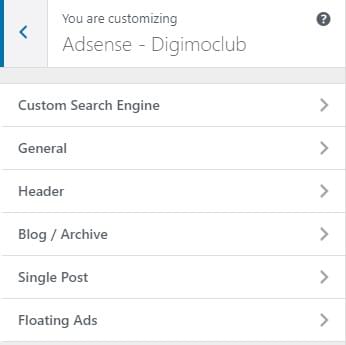 You are customizing
Adsense - Digimoclub
Custom Search Engine
General
Header
Blog / Archive
Single Post
Floating Ads